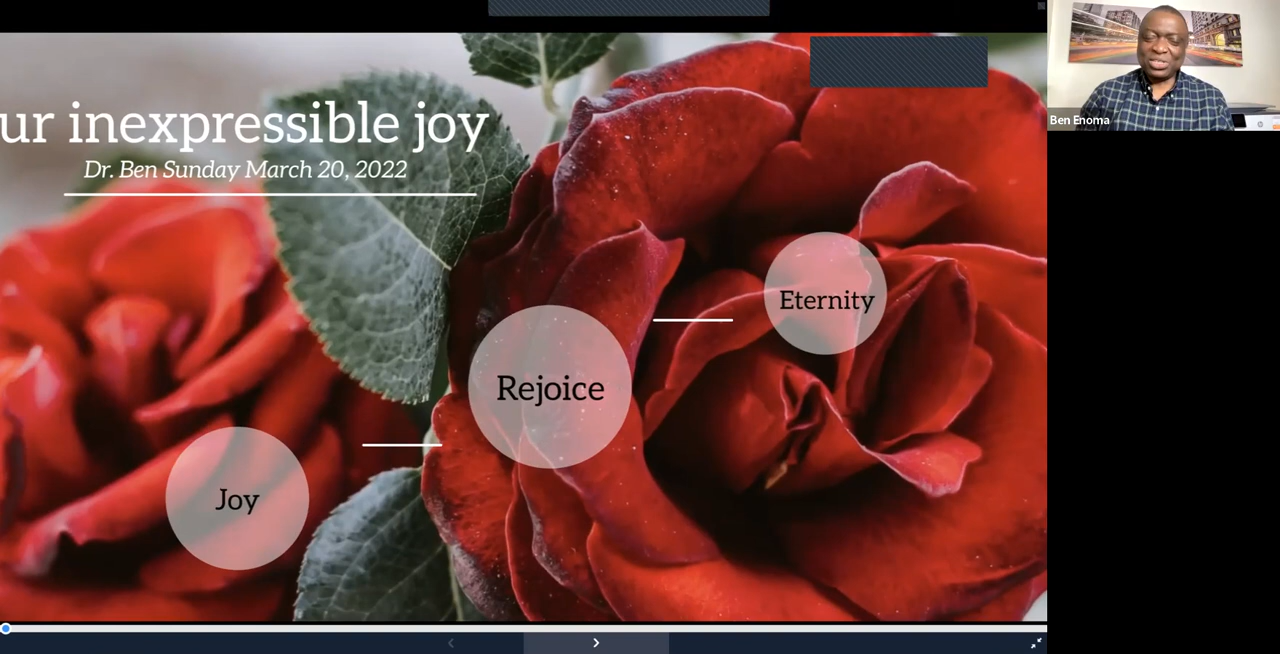 ur inexpressible joy
Dr. Ben Sunday March 20, 2022
Eternity
Rejoice
Joy
Ben Enoma